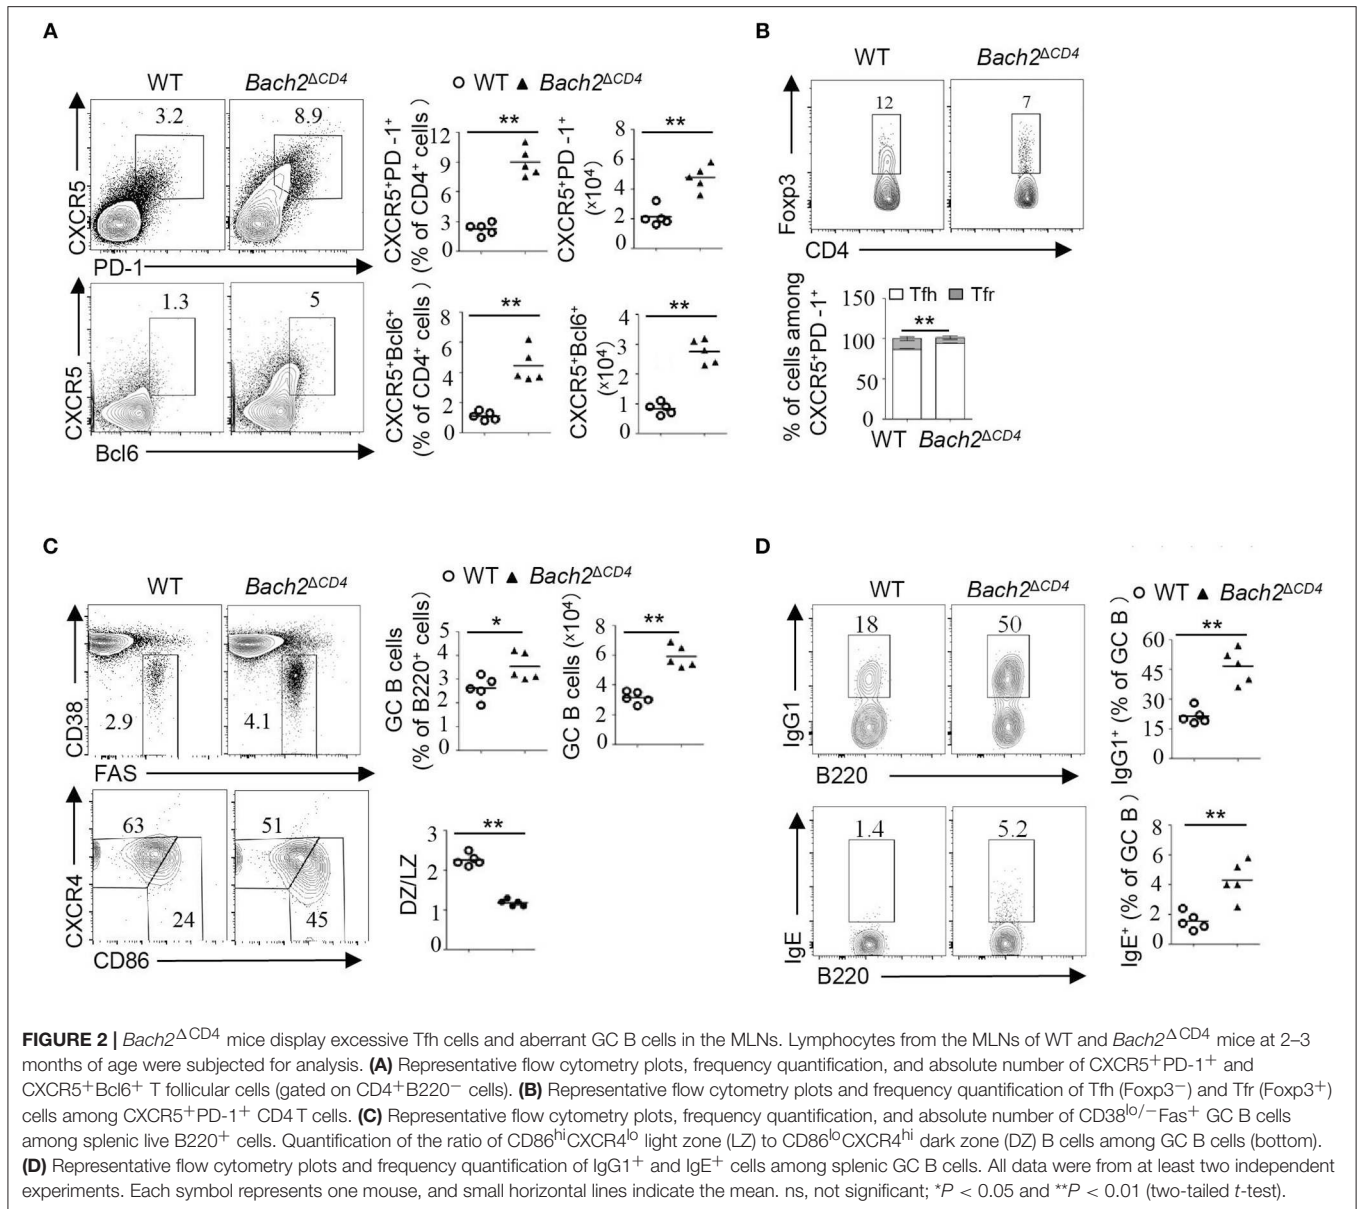 A
WT Bach2ΔCD4
3.2 8.9
CXCR5
PD-1
1.3 5
CXCR5
Bcl6
WT Bach2ΔCD4
CXCR5+PD -1+
(% of CD4+ cells)
12
9
6
3
0
**
CXCR5+PD -1+
(×10⁴)
8
6
4
2
0
**
CXCR5+Bcl6+
(% of CD4+ cells)
8
6
4
2
0
**
CXCR5+Bcl6+
(×10⁴)
4
3
2
1
0
**
B
WT Bach2ΔCD4
12 7
Foxp3
CD4
% of cells among
CXCR5+PD -1+
Tfh Tfr
150
100
50
0
**
WT Bach2ΔCD4
C
WT Bach2ΔCD4
2.9 4.1
CD38
FAS
63 51
24 45
CXCR4
CD86
WT Bach2ΔCD4
GC B cells
(% of B220+ cells)
5
4
3
2
1
0
*
GC B cells (×10⁴)
8
6
4
2
0
**
DZ/LZ
3
2
1
0
**
D
WT Bach2ΔCD4
18 50
IgG1
B220
1.4 5.2
IgE
B220
WT Bach2ΔCD4
IgG1+ (% of GC B)
60
45
30
15
0
**
IgE+ (% of GC B)
8
6
4
2
0
**
FIGURE 2 | Bach2ΔCD4 mice display excessive Tfh cells and aberrant GC B cells in the MLNs. Lymphocytes from the MLNs of WT and Bach2ΔCD4 mice at 2–3
months of age were subjected for analysis. (A) Representative flow cytometry plots, frequency quantification, and absolute number of CXCR5+PD-1+ and
CXCR5+Bcl6+ T follicular cells (gated on CD4+B220− cells). (B) Representative flow cytometry plots and frequency quantification of Tfh (Foxp3−) and Tfr (Foxp3+)
cells among CXCR5+PD-1+ CD4 T cells. (C) Representative flow cytometry plots, frequency quantification, and absolute number of CD38lo/−Fas+ GC B cells
among splenic live B220+ cells. Quantification of the ratio of CD86hiCXCR4lo light zone (LZ) to CD86loCXCR4hi dark zone (DZ) B cells among GC B cells (bottom).
(D) Representative flow cytometry plots and frequency quantification of IgG1+ and IgE+ cells among splenic GC B cells. All data were from at least two independent
experiments. Each symbol represents one mouse, and small horizontal lines indicate the mean. ns, not significant; *P < 0.05 and **P < 0.01 (two-tailed t-test).